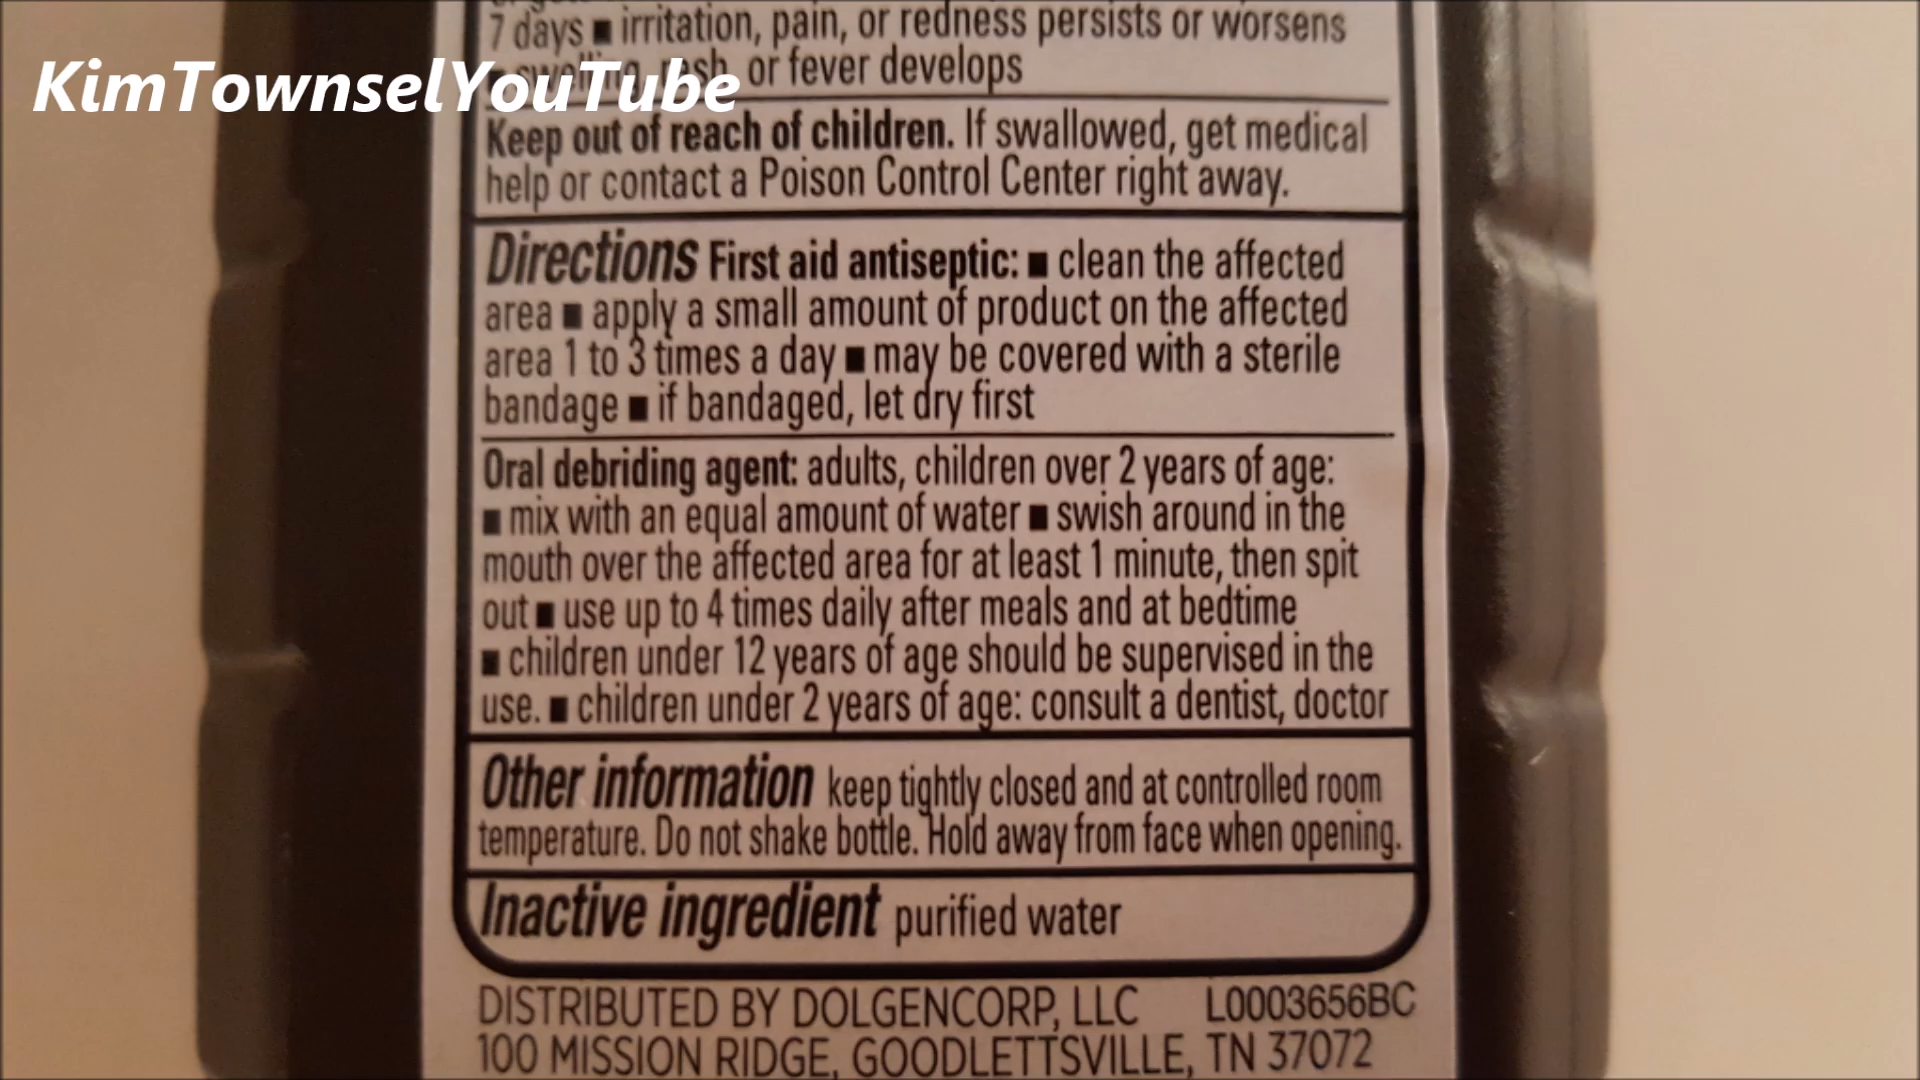 7 days ■ irritation, pain, or redness persists or worsens
■ swelling, rash, or fever develops
KimTownselYouTube
Keep out of reach of children. If swallowed, get medical
help or contact a Poison Control Center right away.
Directions First aid antiseptic: ■ clean the affected
area ■ apply a small amount of product on the affected
area 1 to 3 times a day ■ may be covered with a sterile
bandage ■ if bandaged, let dry first
Oral debriding agent: adults, children over 2 years of age:
■ mix with an equal amount of water ■ swish around in the
mouth over the affected area for at least 1 minute, then spit
out ■ use up to 4 times daily after meals and at bedtime
■ children under 12 years of age should be supervised in the
use. ■ children under 2 years of age: consult a dentist, doctor
Other information keep tightly closed and at controlled room
temperature. Do not shake bottle. Hold away from face when opening.
Inactive ingredient purified water
DISTRIBUTED BY DOLGENCORP, LLC L0003656BC
100 MISSION RIDGE, GOODLETTSVILLE, TN 37072